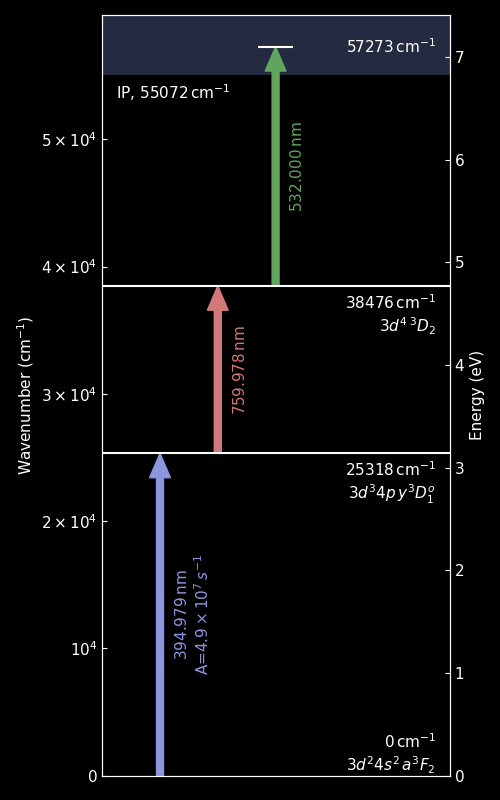 57273 cm⁻¹
7
IP, 55072 cm⁻¹
5 × 10⁴
6
532.000 nm
4 × 10⁴
5
38476 cm⁻¹
3d⁴ ³D₂
759.978 nm
4
Wavenumber (cm⁻¹)
Energy (eV)
3 × 10⁴
25318 cm⁻¹
3
3d³4p y³D₁ᵒ
2 × 10⁴
394.979 nm
A=4.9 × 10⁷ s⁻¹
2
10⁴
1
0 cm⁻¹
3d²4s² a³F₂
0
0